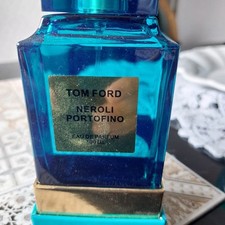 TOM FORD
NEROLI
PORTOFINO
EAU DE PARFUM